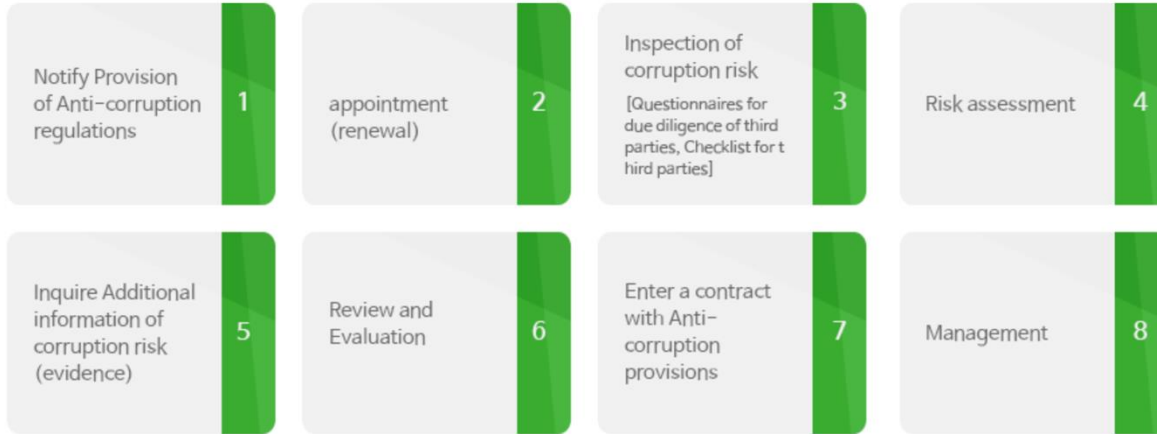 Notify Provision
of Anti-corruption
regulations
1
appointment
(renewal)
2
Inspection of
corruption risk
[Questionnaires for
due diligence of third
parties, Checklist for t
hird parties]
3
Risk assessment
4
Inquire Additional
information of
corruption risk
(evidence)
5
Review and
Evaluation
6
Enter a contract
with Anti-
corruption
provisions
7
Management
8